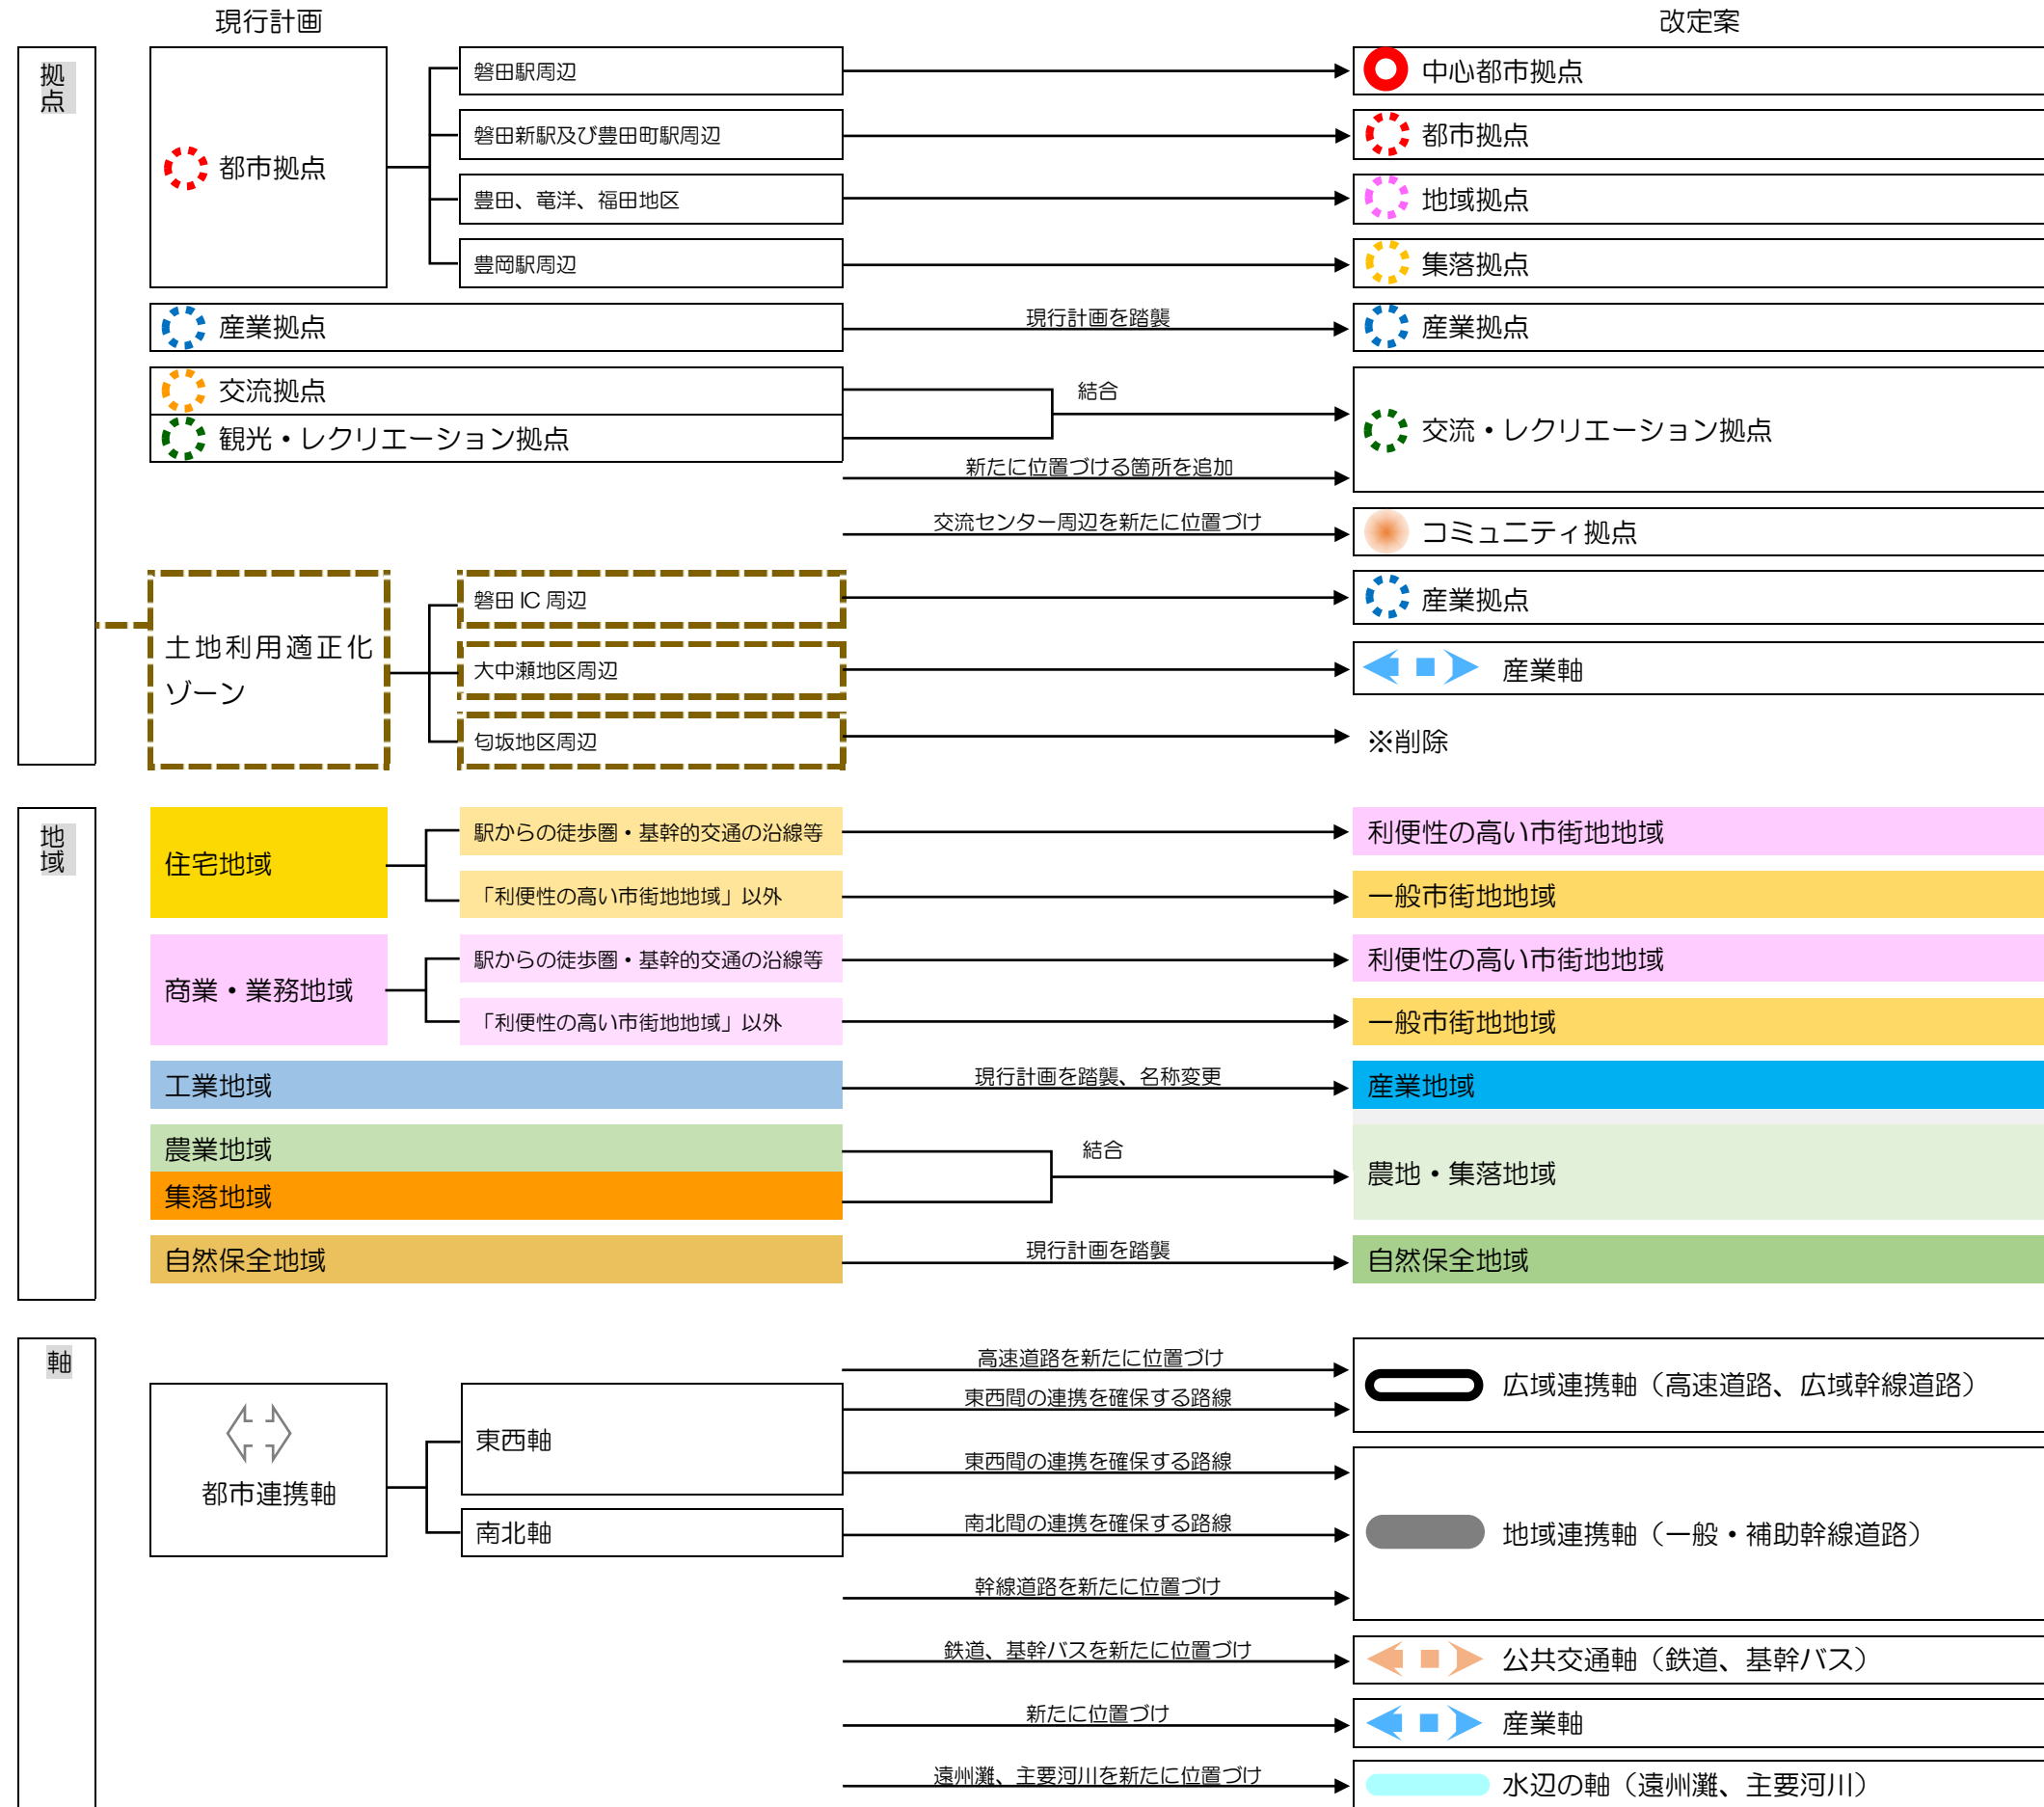 現行計画
改定案
拠点
都市拠点
磐田駅周辺
中心都市拠点
磐田新駅及び豊田町駅周辺
都市拠点
豊田、竜洋、福田地区
地域拠点
豊岡駅周辺
集落拠点
産業拠点
現行計画を踏襲
産業拠点
交流拠点
観光・レクリエーション拠点
結合
新たに位置づける箇所を追加
交流・レクリエーション拠点
交流センター周辺を新たに位置づけ
コミュニティ拠点
土地利用適正化
ゾーン
磐田 IC 周辺
産業拠点
大中瀬地区周辺
産業軸
匂坂地区周辺
※削除
地域
住宅地域
駅からの徒歩圏・基幹的交通の沿線等
利便性の高い市街地地域
「利便性の高い市街地地域」以外
一般市街地地域
商業・業務地域
駅からの徒歩圏・基幹的交通の沿線等
利便性の高い市街地地域
「利便性の高い市街地地域」以外
一般市街地地域
工業地域
現行計画を踏襲、名称変更
産業地域
農業地域
集落地域
結合
農地・集落地域
自然保全地域
現行計画を踏襲
自然保全地域
軸
都市連携軸
東西軸
高速道路を新たに位置づけ
東西間の連携を確保する路線
広域連携軸（高速道路、広域幹線道路）
東西間の連携を確保する路線
南北軸
南北間の連携を確保する路線
地域連携軸（一般・補助幹線道路）
幹線道路を新たに位置づけ
鉄道、基幹バスを新たに位置づけ
公共交通軸（鉄道、基幹バス）
新たに位置づけ
産業軸
遠州灘、主要河川を新たに位置づけ
水辺の軸（遠州灘、主要河川）